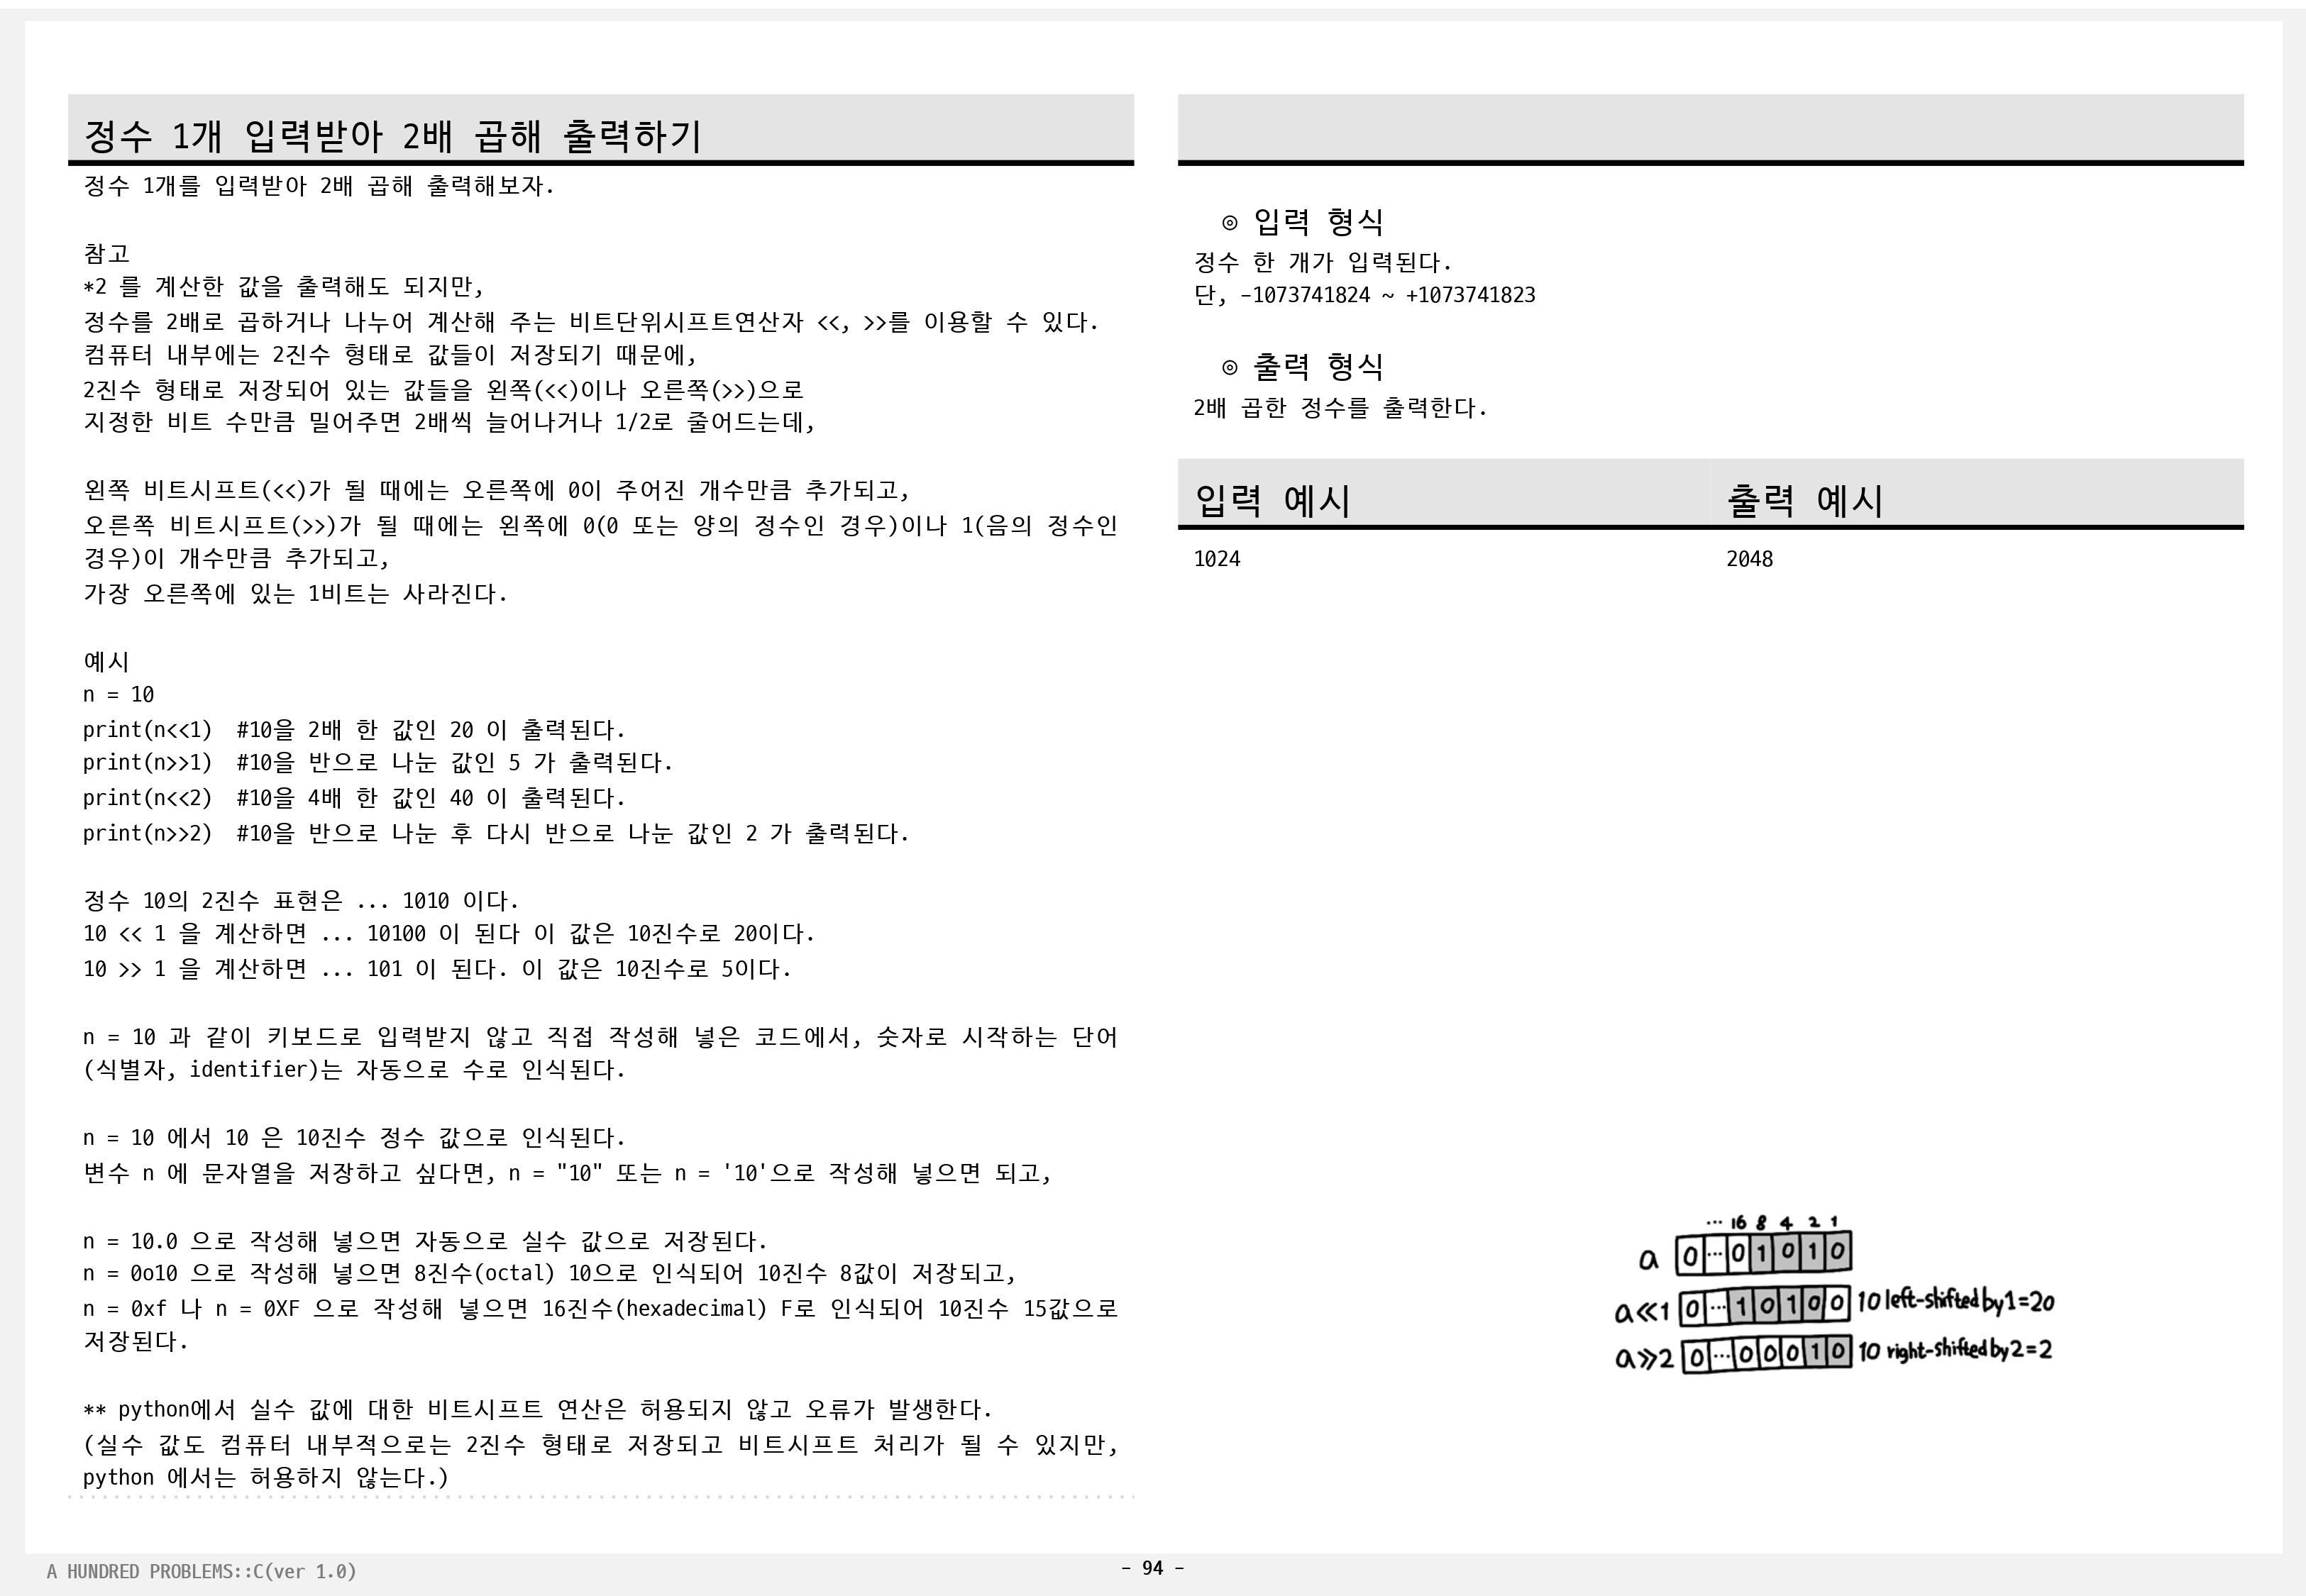 정수 1개 입력받아 2배 곱해 출력하기
정수 1개를 입력받아 2배 곱해 출력해보자.
참고
*2 를 계산한 값을 출력해도 되지만,
정수를 2배로 곱하거나 나누어 계산해 주는 비트단위시프트연산자 <<, >>를 이용할 수 있다.
컴퓨터 내부에는 2진수 형태로 값들이 저장되기 때문에,
2진수 형태로 저장되어 있는 값들을 왼쪽(<<)이나 오른쪽(>>)으로
지정한 비트 수만큼 밀어주면 2배씩 늘어나거나 1/2로 줄어드는데,
왼쪽 비트시프트(<<)가 될 때에는 오른쪽에 0이 주어진 개수만큼 추가되고,
오른쪽 비트시프트(>>)가 될 때에는 왼쪽에 0(0 또는 양의 정수인 경우)이나 1(음의 정수인
경우)이 개수만큼 추가되고,
가장 오른쪽에 있는 1비트는 사라진다.
예시
n = 10
print(n<<1) #10을 2배 한 값인 20 이 출력된다.
print(n>>1) #10을 반으로 나눈 값인 5 가 출력된다.
print(n<<2) #10을 4배 한 값인 40 이 출력된다.
print(n>>2) #10을 반으로 나눈 후 다시 반으로 나눈 값인 2 가 출력된다.
정수 10의 2진수 표현은 ... 1010 이다.
10 << 1 을 계산하면 ... 10100 이 된다 이 값은 10진수로 20이다.
10 >> 1 을 계산하면 ... 101 이 된다. 이 값은 10진수로 5이다.
n = 10 과 같이 키보드로 입력받지 않고 직접 작성해 넣은 코드에서, 숫자로 시작하는 단어
(식별자, identifier)는 자동으로 수로 인식된다.
n = 10 에서 10 은 10진수 정수 값으로 인식된다.
변수 n 에 문자열을 저장하고 싶다면, n = "10" 또는 n = '10'으로 작성해 넣으면 되고,
n = 10.0 으로 작성해 넣으면 자동으로 실수 값으로 저장된다.
n = 0o10 으로 작성해 넣으면 8진수(octal) 10으로 인식되어 10진수 8값이 저장되고,
n = 0xf 나 n = 0XF 으로 작성해 넣으면 16진수(hexadecimal) F로 인식되어 10진수 15값으로
저장된다.
** python에서 실수 값에 대한 비트시프트 연산은 허용되지 않고 오류가 발생한다.
(실수 값도 컴퓨터 내부적으로는 2진수 형태로 저장되고 비트시프트 처리가 될 수 있지만,
python 에서는 허용하지 않는다.)
◎ 입력 형식
정수 한 개가 입력된다.
단, -1073741824 ~ +1073741823
◎ 출력 형식
2배 곱한 정수를 출력한다.
입력 예시 출력 예시
1024 2048
... 16 8 4 2 1
a 0 ... 0 1 0 1 0
a<<1 0 ... 1 0 1 0 0 10 left-shifted by 1=20
a>>2 0 ... 0 0 0 1 0 10 right-shifted by 2=2
A HUNDRED PROBLEMS::C(ver 1.0)
- 94 -